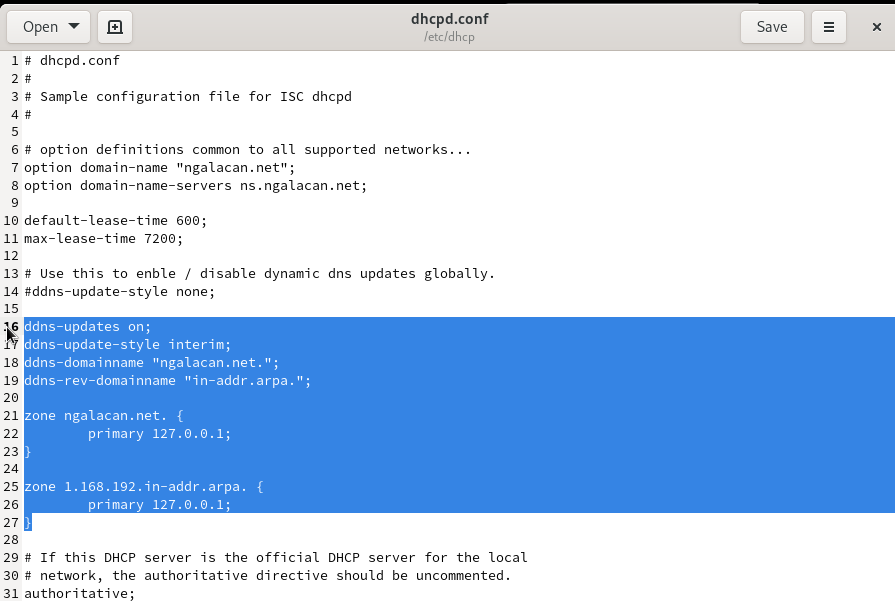 Open
dhcpd.conf
/etc/dhcp
Save
1 # dhcpd.conf
2 #
3 # Sample configuration file for ISC dhcpd
4 #
5
6 # option definitions common to all supported networks...
7 option domain-name "ngalacan.net";
8 option domain-name-servers ns.ngalacan.net;
9
10 default-lease-time 600;
11 max-lease-time 7200;
12
13 # Use this to enble / disable dynamic dns updates globally.
14 #ddns-update-style none;
15
16 ddns-updates on;
17 ddns-update-style interim;
18 ddns-domainname "ngalacan.net.";
19 ddns-rev-domainname "in-addr.arpa.";
20
21 zone ngalacan.net. {
22         primary 127.0.0.1;
23 }
24
25 zone 1.168.192.in-addr.arpa. {
26         primary 127.0.0.1;
27 }
28
29 # If this DHCP server is the official DHCP server for the local
30 # network, the authoritative directive should be uncommented.
31 authoritative;